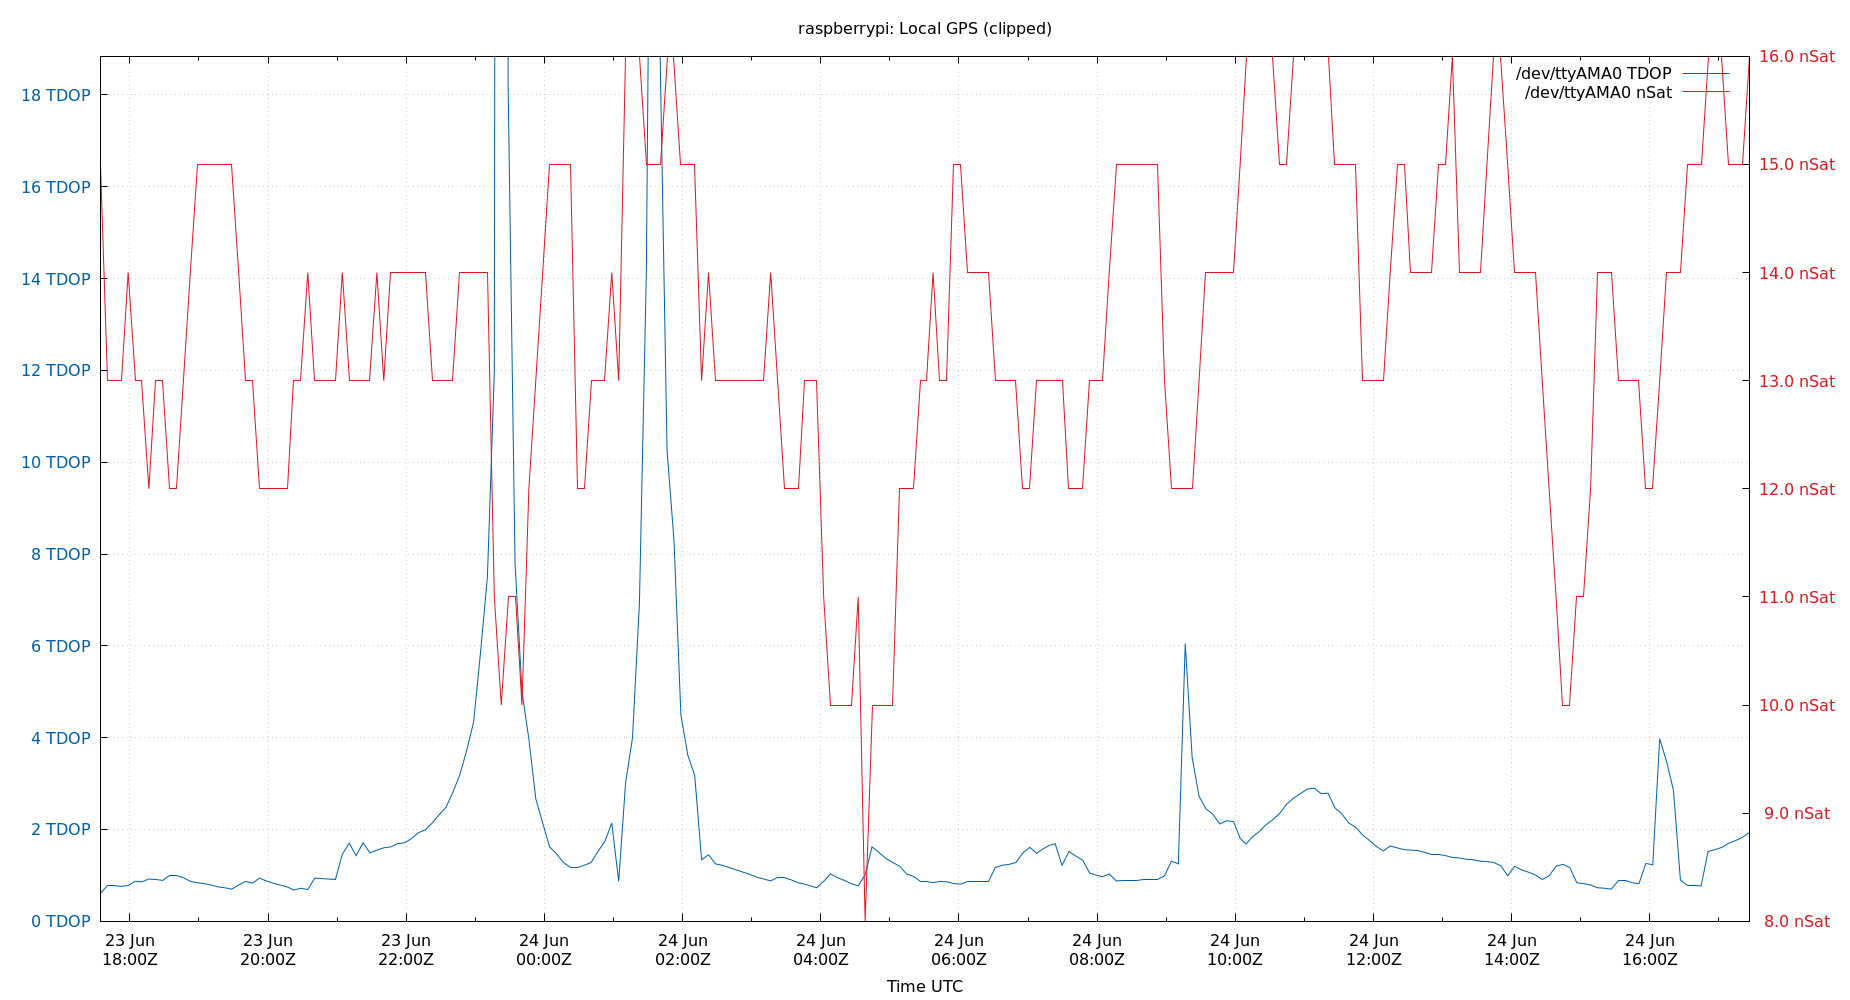 raspberrypi: Local GPS (clipped)
/dev/ttyAMA0 TDOP
/dev/ttyAMA0 nSat
18 TDOP
16 TDOP
14 TDOP
12 TDOP
10 TDOP
8 TDOP
6 TDOP
4 TDOP
2 TDOP
0 TDOP
16.0 nSat
15.0 nSat
14.0 nSat
13.0 nSat
12.0 nSat
11.0 nSat
10.0 nSat
9.0 nSat
8.0 nSat
23 Jun
18:00Z
23 Jun
20:00Z
23 Jun
22:00Z
24 Jun
00:00Z
24 Jun
02:00Z
24 Jun
04:00Z
24 Jun
06:00Z
24 Jun
08:00Z
24 Jun
10:00Z
24 Jun
12:00Z
24 Jun
14:00Z
24 Jun
16:00Z
Time UTC